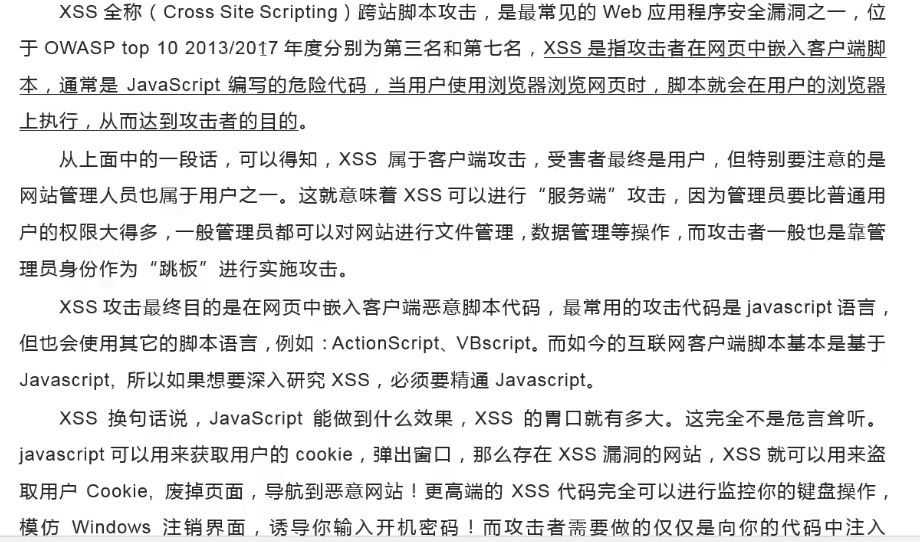 XSS 全称（Cross Site Scripting）跨站脚本攻击，是最常见的 Web 应用程序安全漏洞之一，位
于 OWASP top 10 2013/2017 年度分别为第三名和第七名，XSS 是指攻击者在网页中嵌入客户端脚
本，通常是 JavaScript 编写的危险代码，当用户使用浏览器浏览网页时，脚本就会在用户的浏览器
上执行，从而达到攻击者的目的。
从上面中的一段话，可以得知，XSS 属于客户端攻击，受害者最终是用户，但特别要注意的是
网站管理人员也属于用户之一。这就意味着 XSS 可以进行“服务端”攻击，因为管理员要比普通用
户的权限大得多，一般管理员都可以对网站进行文件管理，数据管理等操作，而攻击者一般也是靠管
理员身份作为“跳板”进行实施攻击。
XSS 攻击最终目的是在网页中嵌入客户端恶意脚本代码，最常用的攻击代码是 javascript 语言，
但也会使用其它的脚本语言，例如：ActionScript、VBscript。而如今的互联网客户端脚本基本是基于
Javascript, 所以如果想要深入研究 XSS，必须要精通 Javascript。
XSS 换句话说，JavaScript 能做到什么效果，XSS 的胃口就有多大。这完全不是危言耸听。
javascript 可以用来获取用户的 cookie，弹出窗口，那么存在 XSS 漏洞的网站，XSS 就可以用来盗
取用户 Cookie, 废掉页面，导航到恶意网站！更高端的 XSS 代码完全可以进行监控你的键盘操作，
模仿 Windows 注销界面，诱导你输入开机密码！而攻击者需要做的仅仅是向你的代码中注入